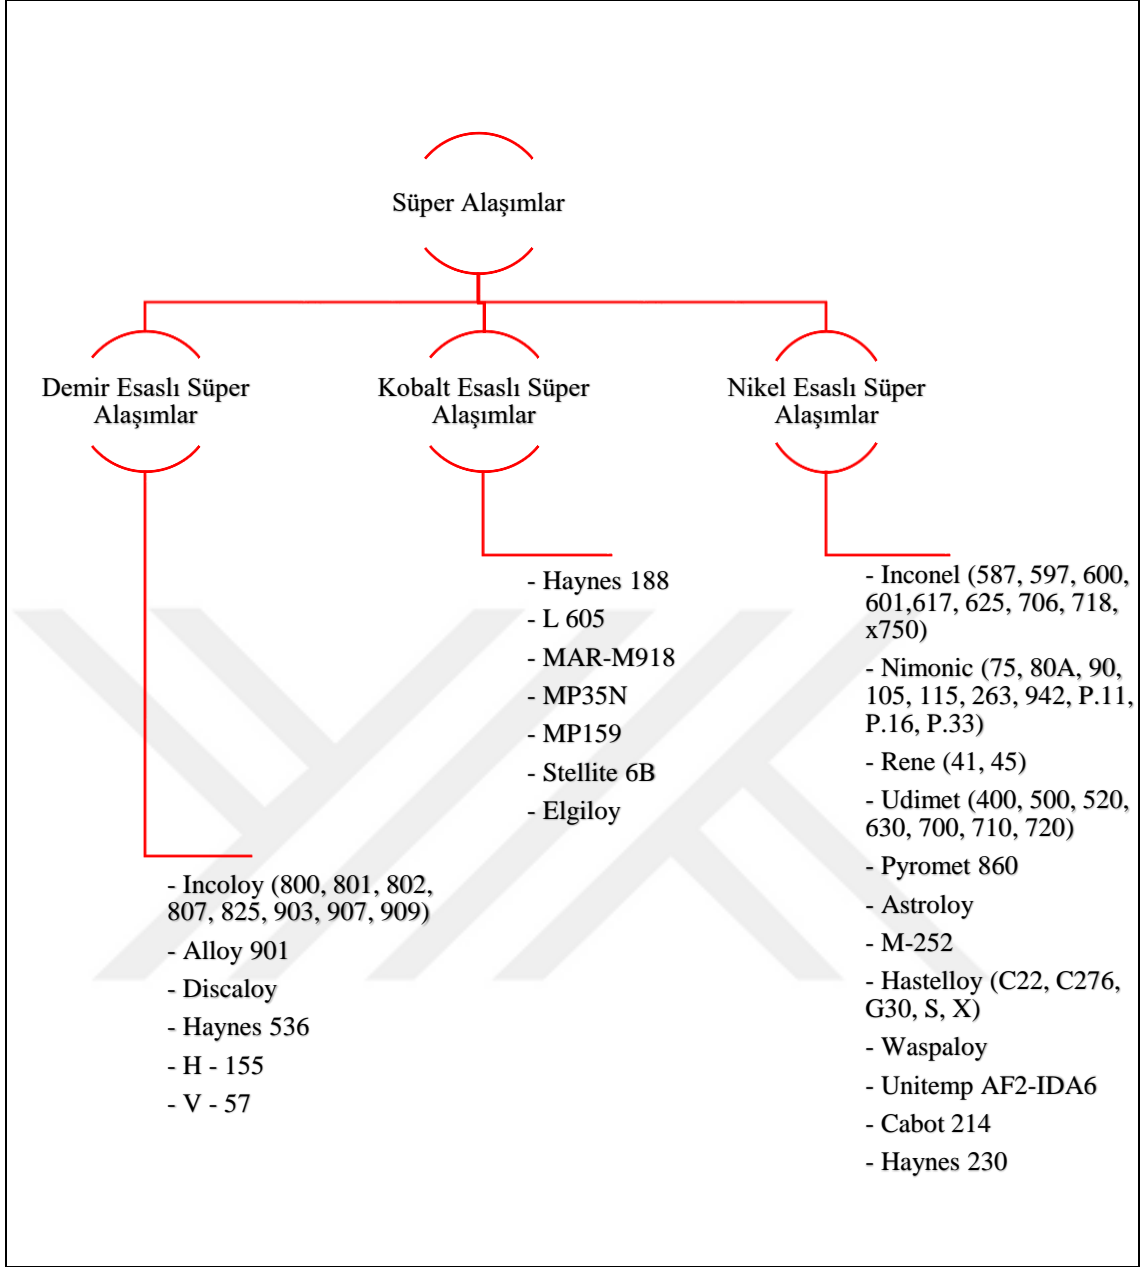 Süper Alaşımlar
Demir Esaslı Süper
Alaşımlar
Kobalt Esaslı Süper
Alaşımlar
Nikel Esaslı Süper
Alaşımlar
- Incoloy (800, 801, 802,
807, 825, 903, 907, 909)
- Alloy 901
- Discaloy
- Haynes 536
- H - 155
- V - 57
- Haynes 188
- L 605
- MAR-M918
- MP35N
- MP159
- Stellite 6B
- Elgiloy
- Inconel (587, 597, 600,
601,617, 625, 706, 718,
x750)
- Nimonic (75, 80A, 90,
105, 115, 263, 942, P.11,
P.16, P.33)
- Rene (41, 45)
- Udimet (400, 500, 520,
630, 700, 710, 720)
- Pyromet 860
- Astroloy
- M-252
- Hastelloy (C22, C276,
G30, S, X)
- Waspaloy
- Unitemp AF2-IDA6
- Cabot 214
- Haynes 230